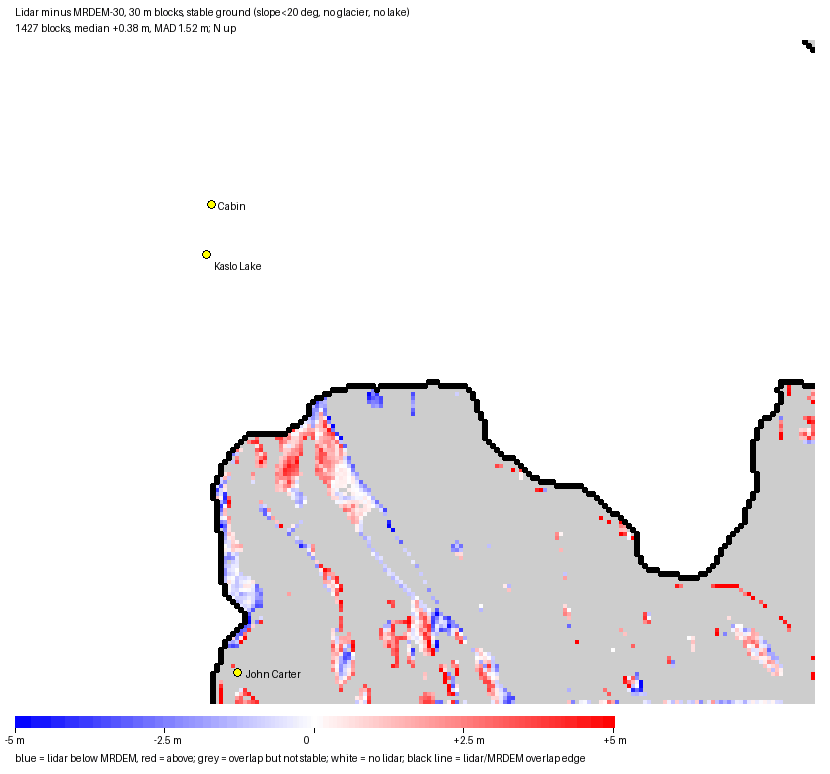 Lidar minus MRDEM-30, 30 m blocks, stable ground (slope<20 deg, no glacier, no lake)
1427 blocks, median +0.38 m, MAD 1.52 m; N up
Cabin
Kaslo Lake
John Carter
-5 m -2.5 m 0 +2.5 m +5 m
blue = lidar below MRDEM, red = above; grey = overlap but not stable; white = no lidar; black line = lidar/MRDEM overlap edge